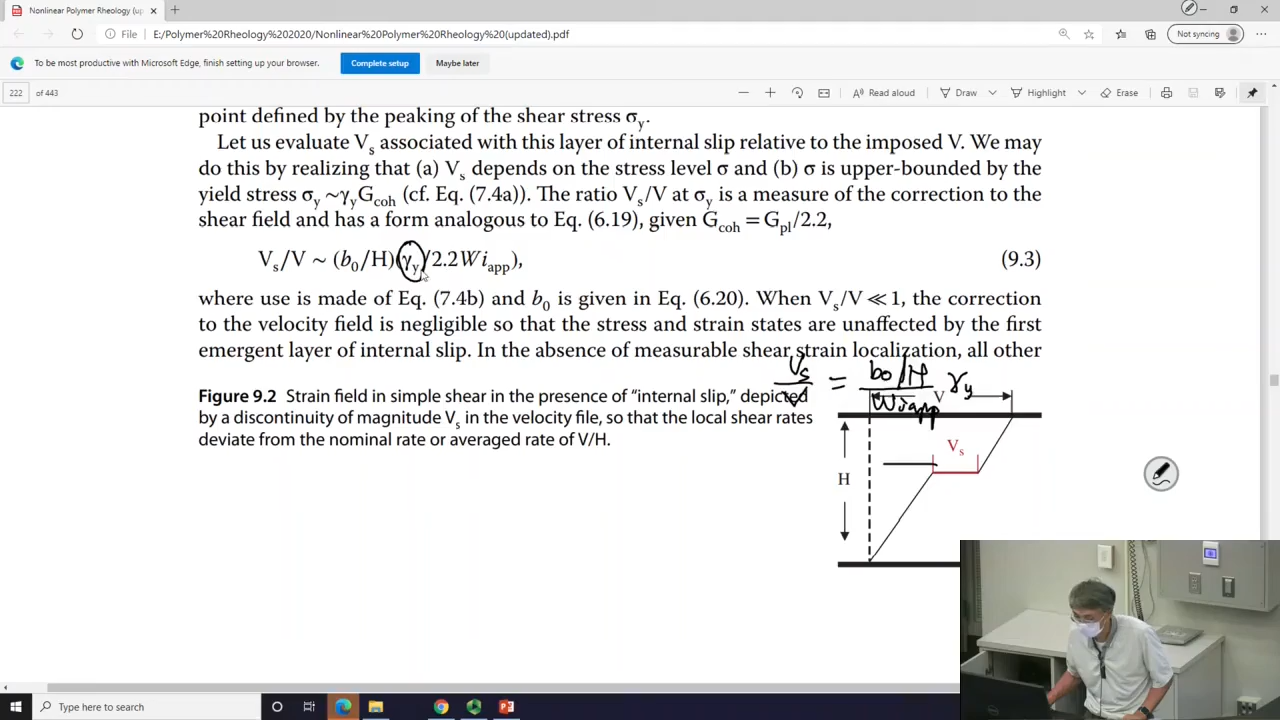 Nonlinear Polymer Rheology (upd
File
E:/Polymer%20Rheology%202020/Nonlinear%20Polymer%20Rheology%20(updated).pdf
Not syncing
To be most productive with Microsoft Edge, finish setting up your browser.
Complete setup
Maybe later
222 of 443
Read aloud
Draw
Highlight
Erase
point defined by the peaking of the shear stress σy.
Let us evaluate Vs associated with this layer of internal slip relative to the imposed V. We may
do this by realizing that (a) Vs depends on the stress level σ and (b) σ is upper-bounded by the
yield stress σy ~γyGcoh (cf. Eq. (7.4a)). The ratio Vs/V at σy is a measure of the correction to the
shear field and has a form analogous to Eq. (6.19), given Gcoh = Gpl/2.2,
Vs/V ~ (b0/H)(γy/2.2Wiapp), (9.3)
where use is made of Eq. (7.4b) and b0 is given in Eq. (6.20). When Vs/V ≪ 1, the correction
to the velocity field is negligible so that the stress and strain states are unaffected by the first
emergent layer of internal slip. In the absence of measurable shear strain localization, all other
Vs/V = b0/H / Wiapp γy
Figure 9.2 Strain field in simple shear in the presence of “internal slip,” depicted
by a discontinuity of magnitude Vs in the velocity file, so that the local shear rates
deviate from the nominal rate or averaged rate of V/H.
V
Vs
H
Type here to search